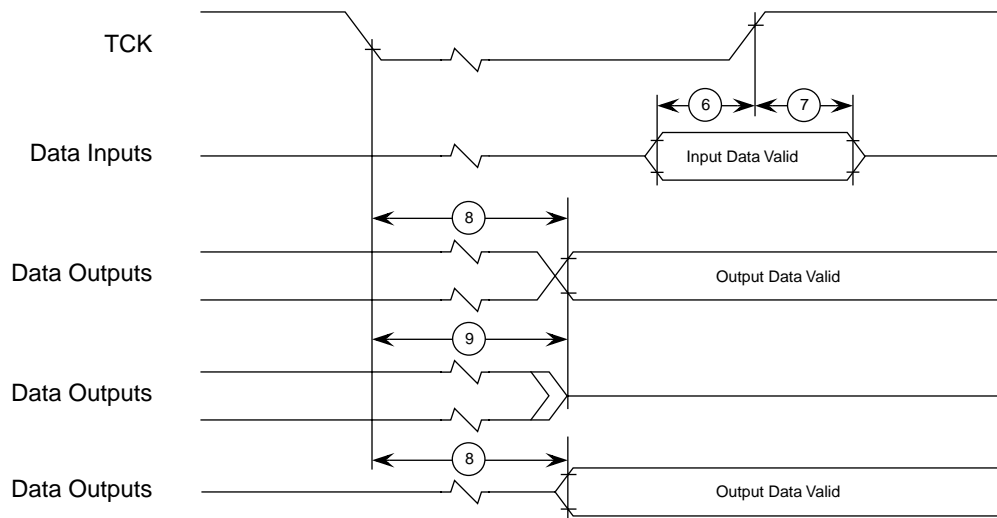 TCK
6
7
Data Inputs
Input Data Valid
8
Data Outputs
Output Data Valid
9
Data Outputs
8
Data Outputs
Output Data Valid